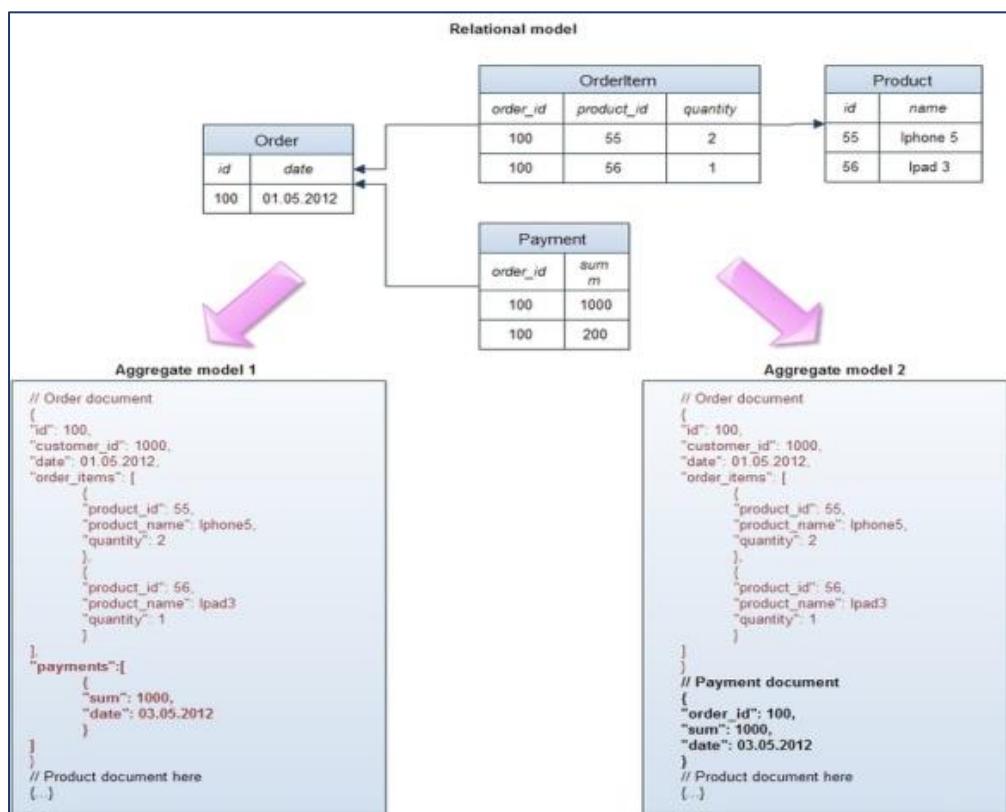 Relational model
OrderItem
order_id product_id quantity
100 55 2
100 56 1
Product
id name
55 Iphone 5
56 Ipad 3
Order
id date
100 01.05.2012
Payment
order_id sum
m
100 1000
100 200
Aggregate model 1
// Order document
{
"id": 100,
"customer_id": 1000,
"date": 01.05.2012,
"order_items": [
{
"product_id": 55,
"product_name": Iphone5,
"quantity": 2
},
{
"product_id": 56,
"product_name": Ipad3
"quantity": 1
}
],
"payments":[
{
"sum": 1000,
"date": 03.05.2012
}
]
}
// Product document here
{...}
Aggregate model 2
// Order document
{
"id": 100,
"customer_id": 1000,
"date": 01.05.2012,
"order_items": [
{
"product_id": 55,
"product_name": Iphone5,
"quantity": 2
},
{
"product_id": 56,
"product_name": Ipad3
"quantity": 1
}
]
}
// Payment document
{
"order_id": 100,
"sum": 1000,
"date": 03.05.2012
}
// Product document here
{...}